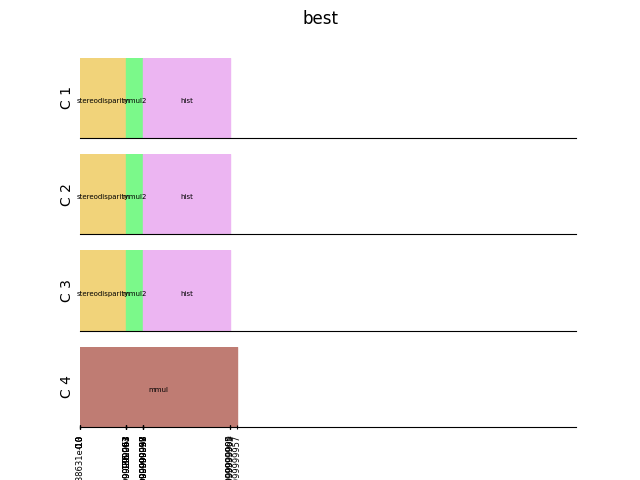 best
C 1
stereodisparity
mmul2
hist
C 2
stereodisparity
mmul2
hist
C 3
stereodisparity
mmul2
hist
C 4
mmul